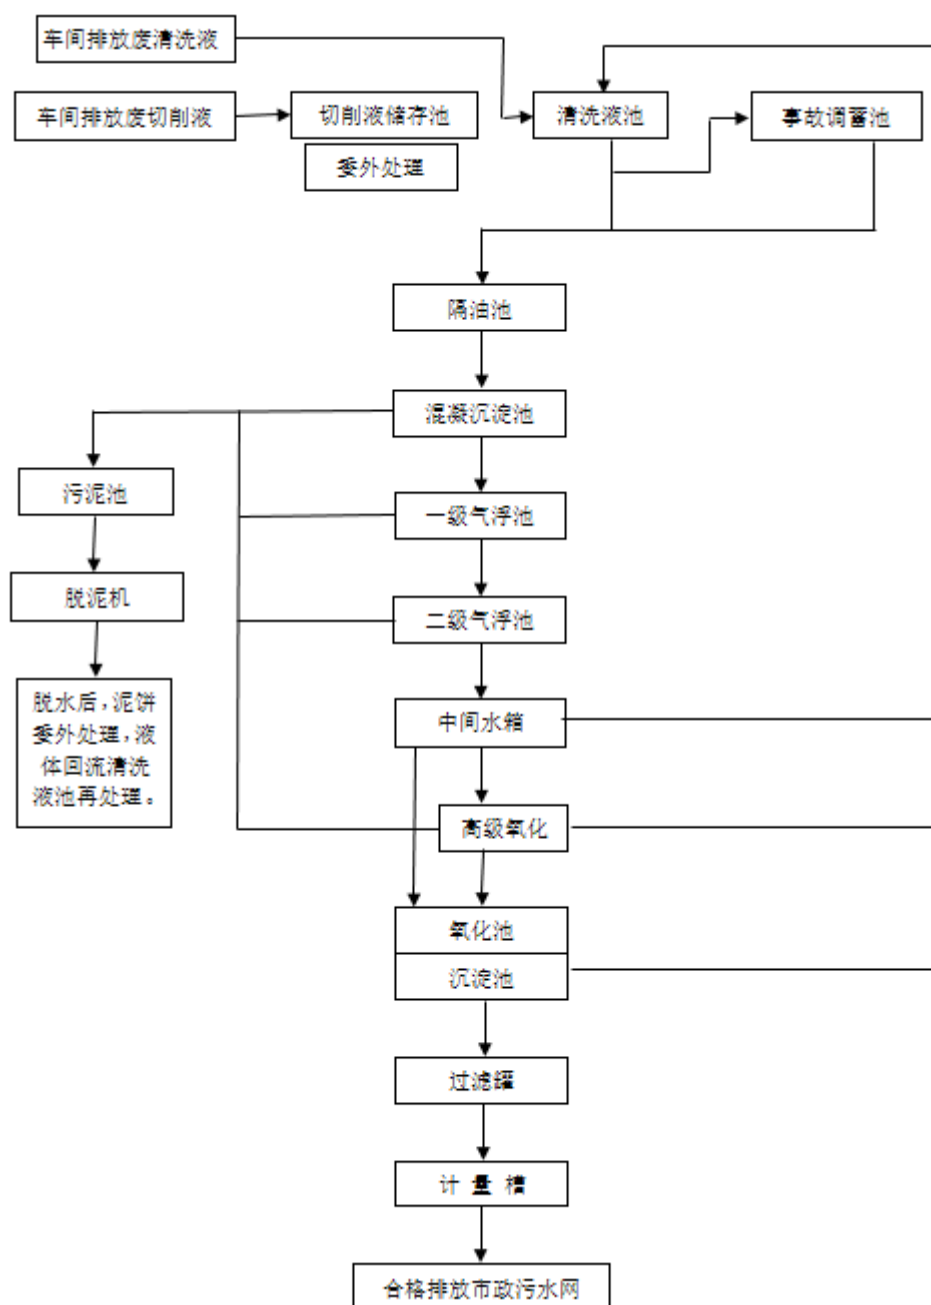 车间排放废清洗液
车间排放废切削液
切削液储存池
清洗液池
事故调蓄池
委外处理
隔油池
混凝沉淀池
污泥池
一级气浮池
脱泥机
二级气浮池
脱水后，泥饼
委外处理，液
体回流清洗
液池再处理。
中间水箱
高级氧化
氧化池
沉淀池
过滤罐
计 量 槽
合格排放市政污水网